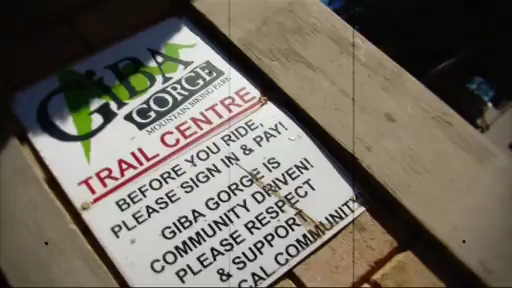 GIBA
GORGE
MOUNTAIN BIKING PARK
TRAIL CENTRE
BEFORE YOU RIDE,
PLEASE SIGN IN & PAY!
GIBA GORGE IS
COMMUNITY DRIVEN!
PLEASE RESPECT
& SUPPORT
CAL COMMUNITY